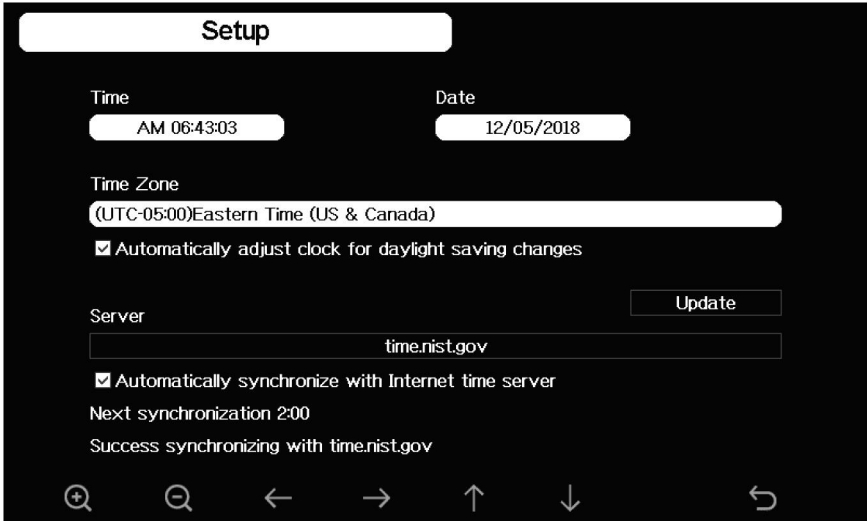 Setup
Time
Date
AM 06:43:03
12/05/2018
Time Zone
(UTC-05:00)Eastern Time (US & Canada)
Automatically adjust clock for daylight saving changes
Update
Server
time.nist.gov
Automatically synchronize with Internet time server
Next synchronization 2:00
Success synchronizing with time.nist.gov